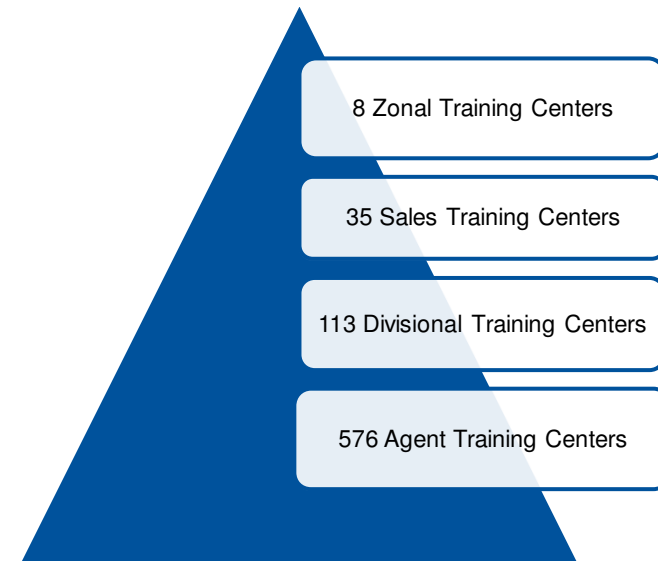 8 Zonal Training Centers
35 Sales Training Centers
113 Divisional Training Centers
576 Agent Training Centers